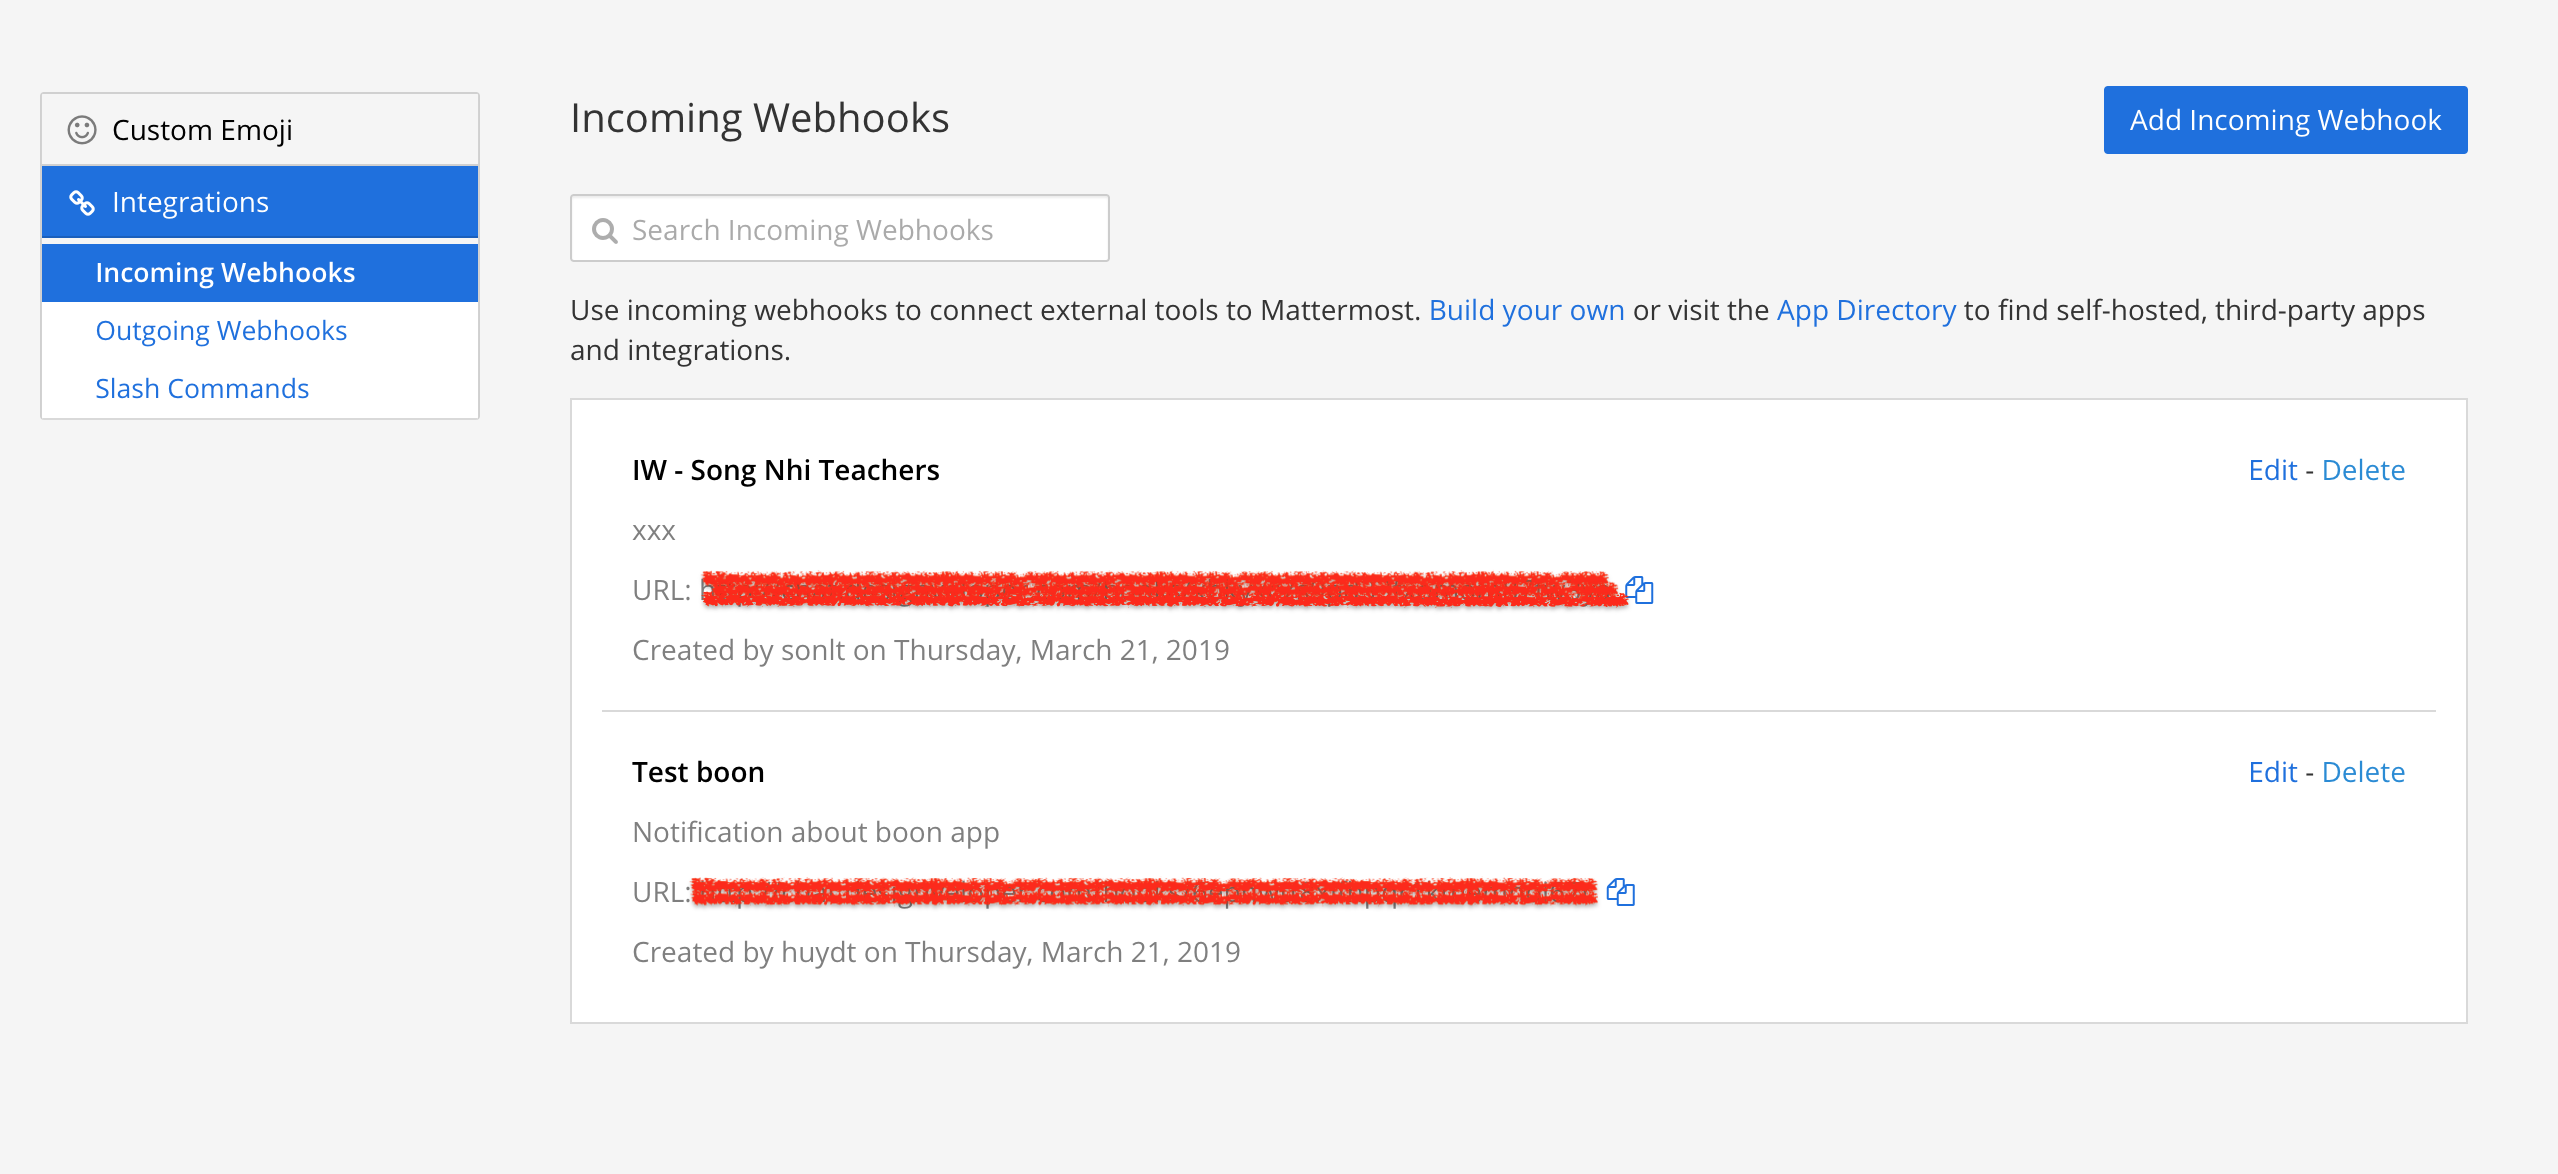 Custom Emoji
Integrations
Incoming Webhooks
Outgoing Webhooks
Slash Commands
Incoming Webhooks
Add Incoming Webhook
Search Incoming Webhooks
Use incoming webhooks to connect external tools to Mattermost. Build your own or visit the App Directory to find self-hosted, third-party apps
and integrations.
IW - Song Nhi Teachers
Edit - Delete
xxx
URL:
Created by sonlt on Thursday, March 21, 2019
Test boon
Edit - Delete
Notification about boon app
URL:
Created by huydt on Thursday, March 21, 2019